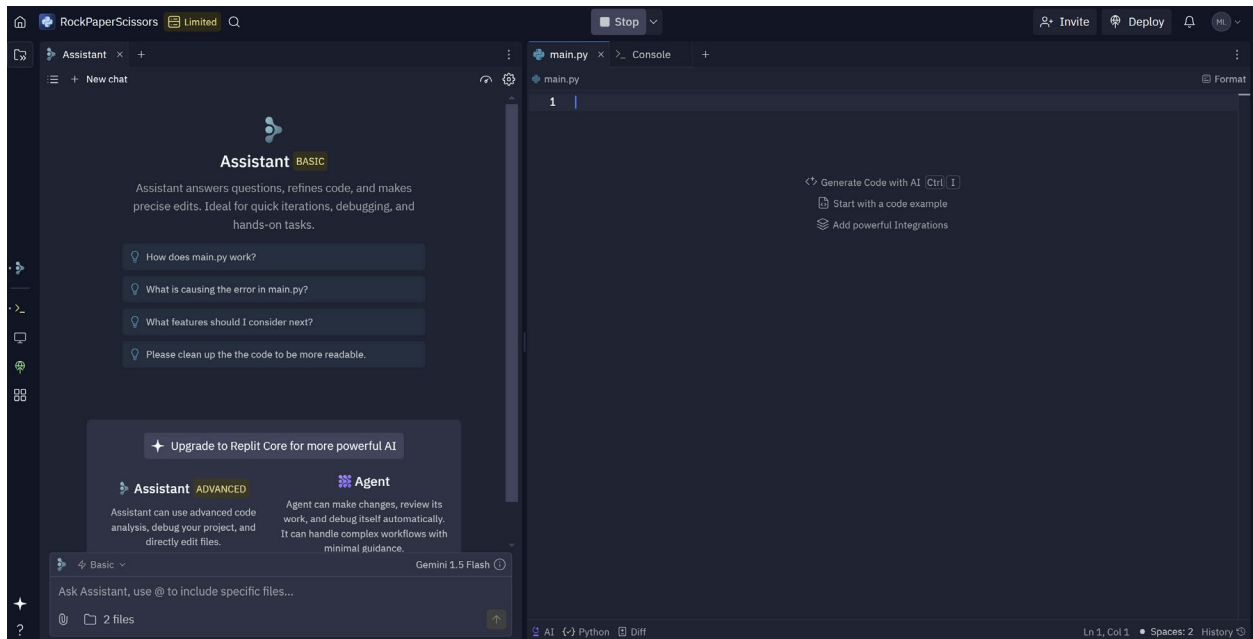 RockPaperScissors Limited
Stop
Invite
Deploy
ML
Assistant
New chat
Assistant BASIC
Assistant answers questions, refines code, and makes
precise edits. Ideal for quick iterations, debugging, and
hands-on tasks.
How does main.py work?
What is causing the error in main.py?
What features should I consider next?
Please clean up the the code to be more readable.
Upgrade to Replit Core for more powerful AI
Assistant ADVANCED
Assistant can use advanced code
analysis, debug your project, and
directly edit files.
Agent
Agent can make changes, review its
work, and debug itself automatically.
It can handle complex workflows with
minimal guidance.
Basic
Gemini 1.5 Flash
Ask Assistant, use @ to include specific files...
2 files
main.py
Console
main.py
Format
1
Generate Code with AI Ctrl I
Start with a code example
Add powerful Integrations
AI
Python
Diff
Ln 1, Col 1
Spaces: 2
History